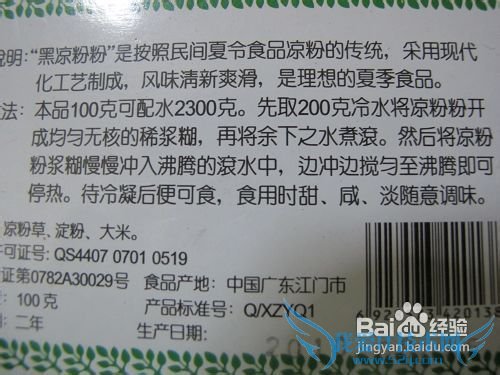 说明:“黑凉粉粉”是按照民间夏令食品凉粉的传统，采用现代
化工艺制成，风味清新爽滑，是理想的夏季食品。
法：本品100克可配水2300克。先取200克冷水将凉粉粉开
成均匀无核的稀浆糊，再将余下之水煮滚。然后将凉粉
粉浆糊慢慢冲入沸腾的滚水中，边冲边搅匀至沸腾即可
停热。待冷凝后便可食，食用时甜、咸、淡随意调味。
凉粉草、淀粉、大米。
许可证号: QS4407 0701 0519
证第0782A30029号 食品产地: 中国广东江门市
: 100克 产品标准号: Q/XZYQ1
期: 二年 生产日期:
Baidu 经验
jingyan.baidu.com